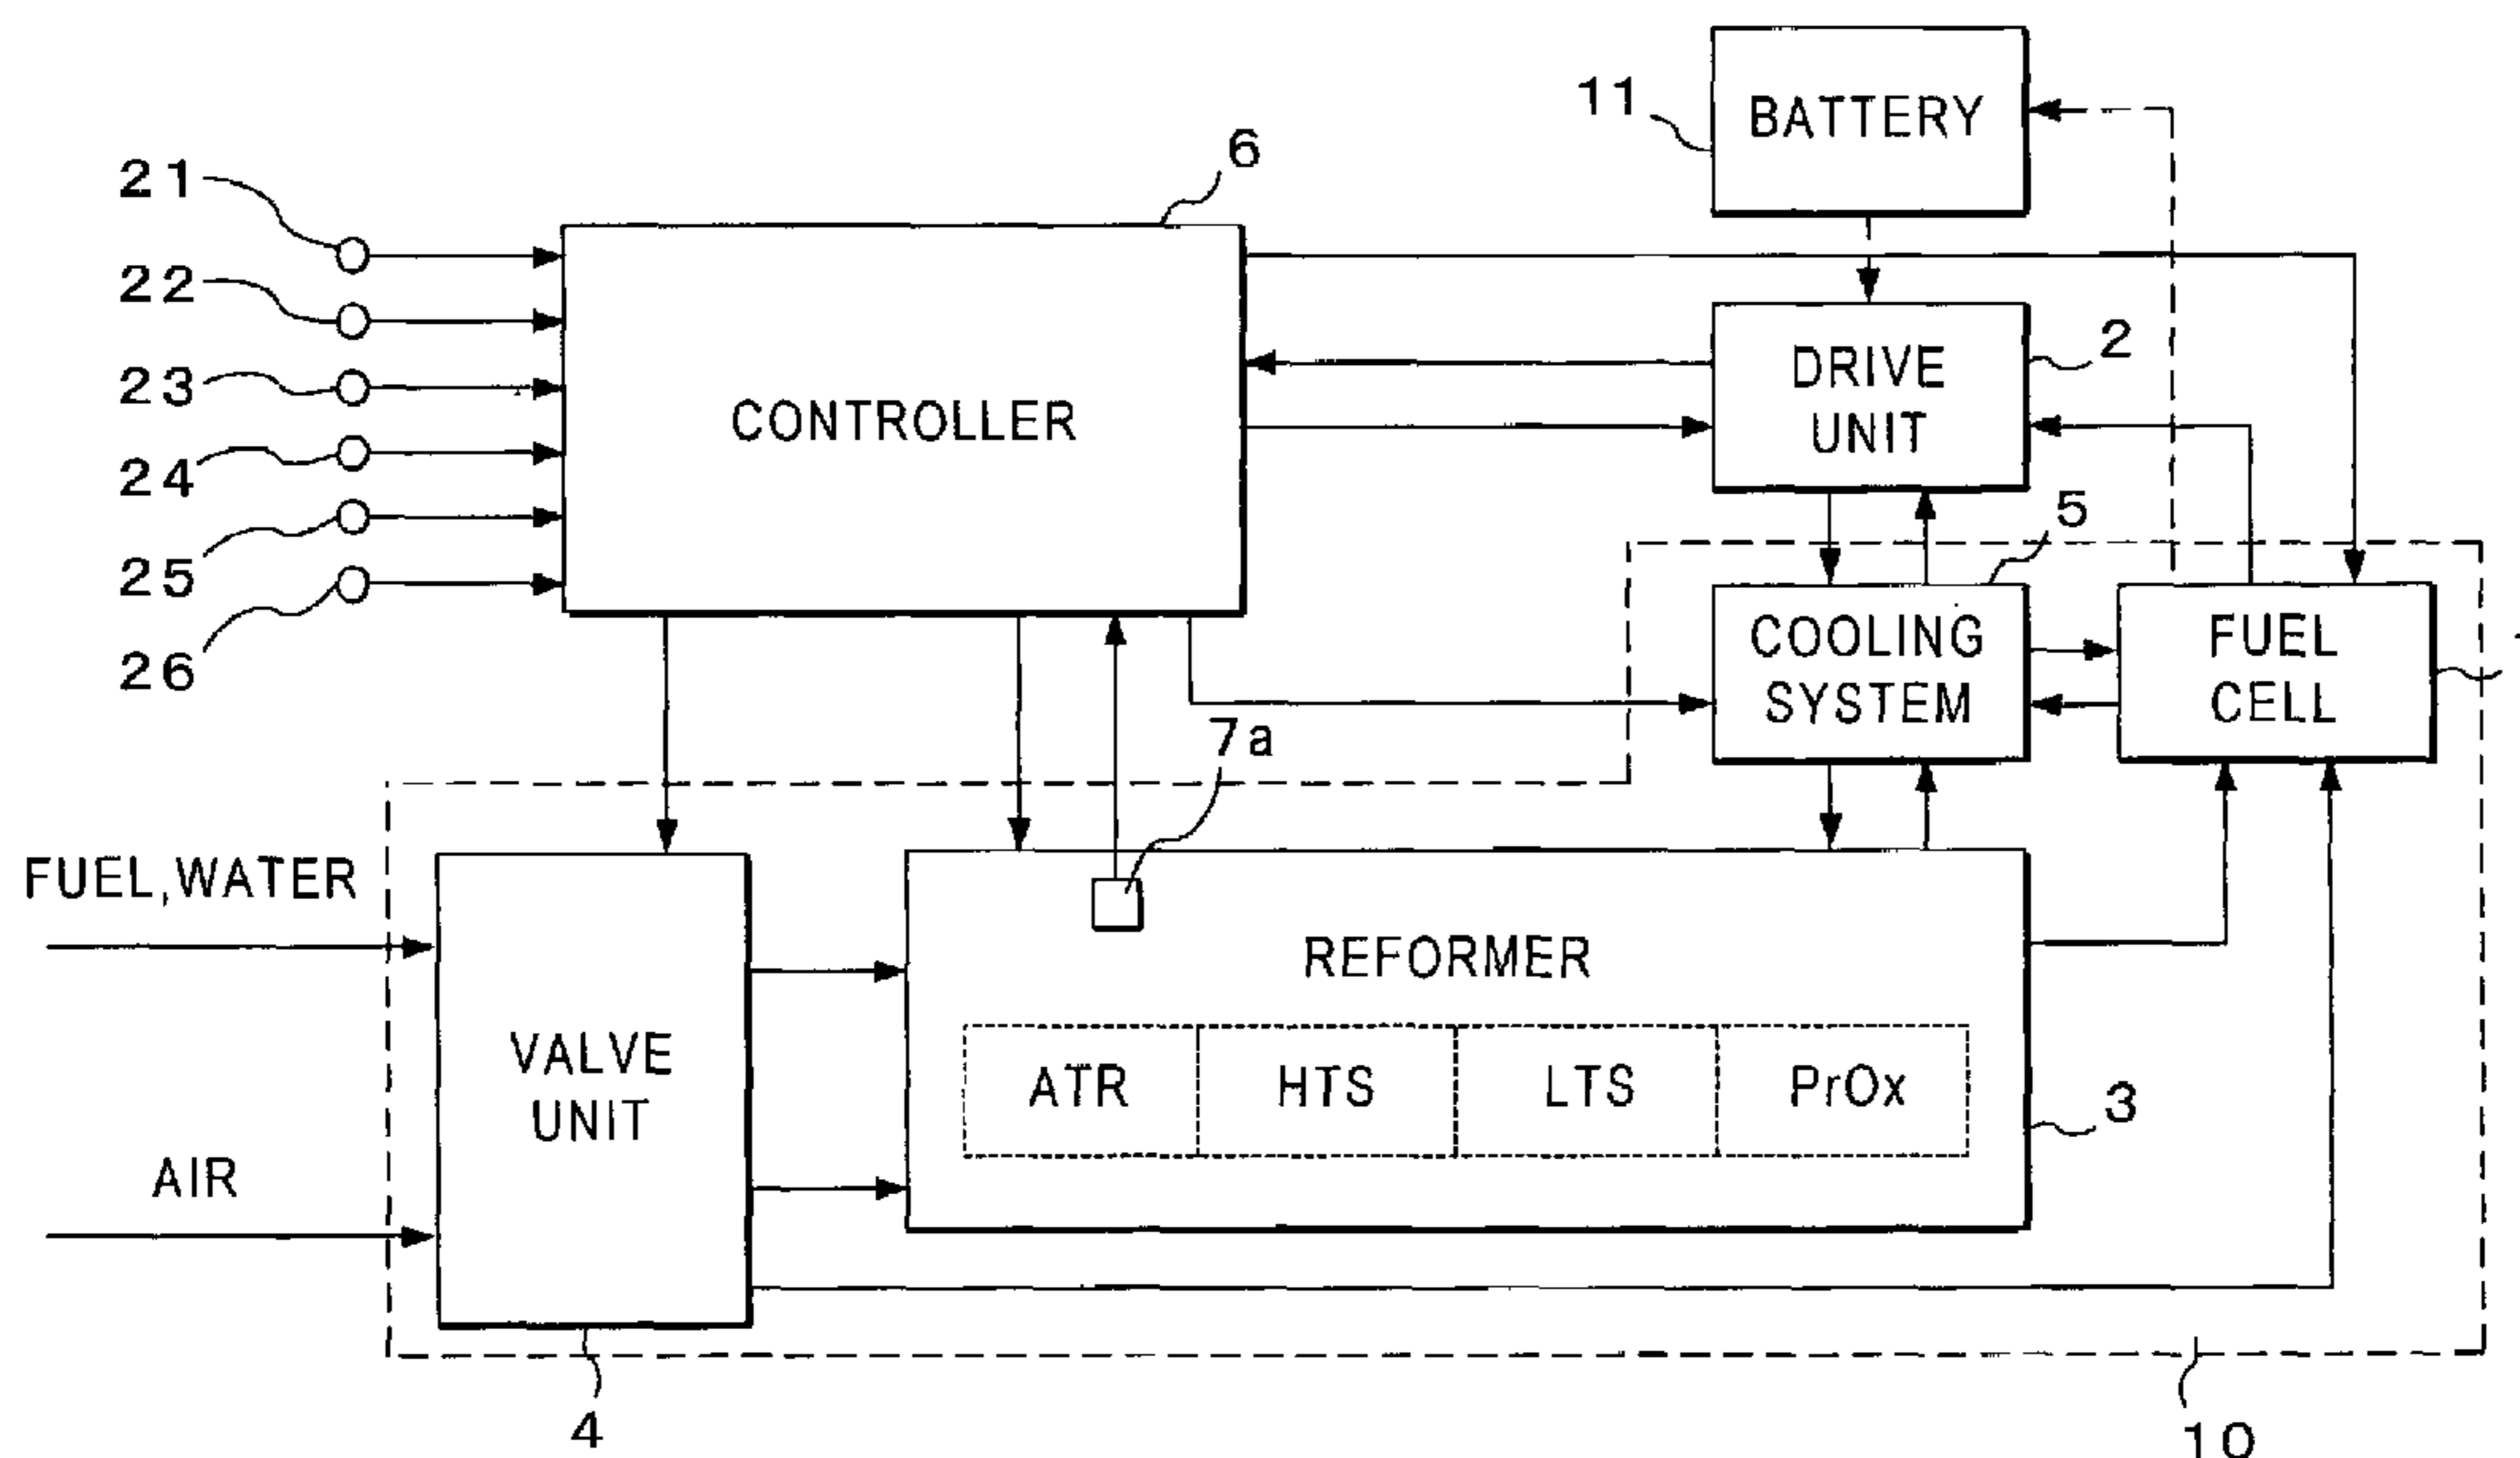 11
BATTERY
6
21
22
23
24
25
26
CONTROLLER
DRIVE
UNIT
2
5
COOLING
SYSTEM
FUEL
CELL
7a
FUEL,WATER
AIR
VALVE
UNIT
REFORMER
ATR HTS LTS PrOx
3
4
10